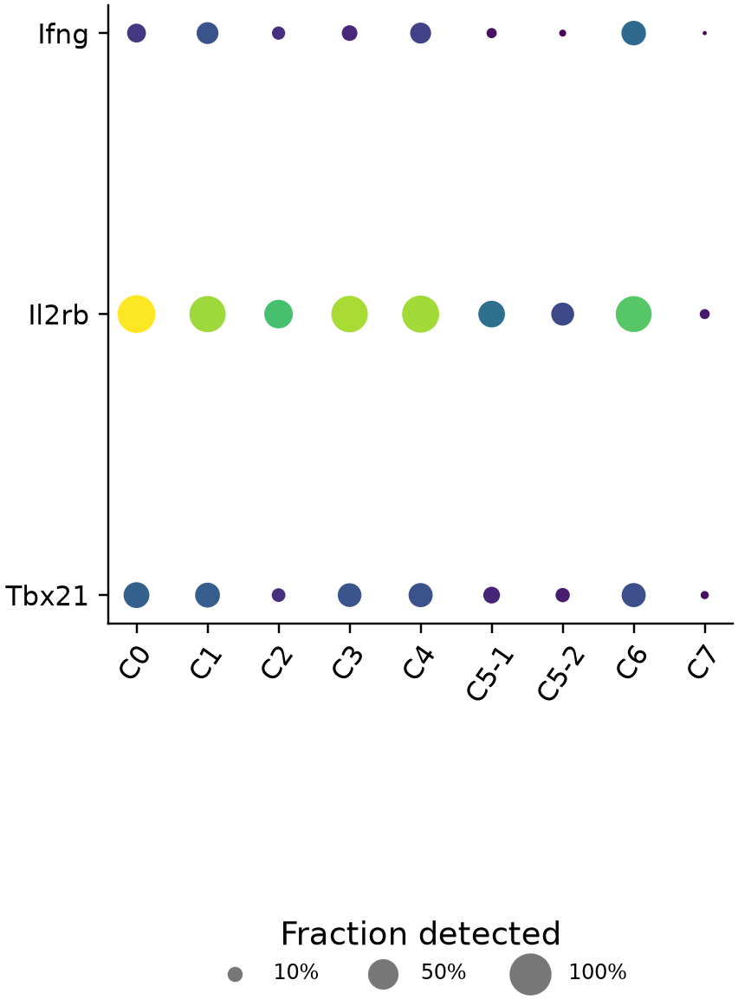 Ifng
Il2rb
Tbx21
C0 C1 C2 C3 C4 C5-1 C5-2 C6 C7
Fraction detected
10% 50% 100%